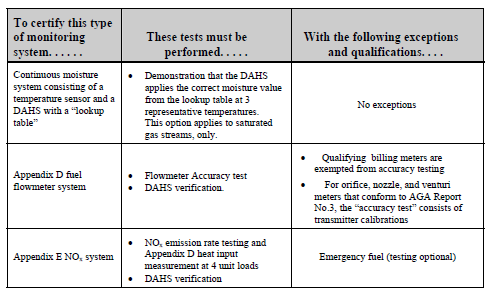 To certify this type
of monitoring
system. . . . . .
These tests must be
performed. . . . .
With the following exceptions
and qualifications. . . .
Continuous moisture
system consisting of a
temperature sensor and a
DAHS with a “lookup
table”
• Demonstration that the DAHS
applies the correct moisture value
from the lookup table at 3
representative temperatures.
This option applies to saturated
gas streams, only.
No exceptions
Appendix D fuel
flowmeter system
• Flowmeter Accuracy test
• DAHS verification.
• Qualifying billing meters are
exempted from accuracy testing
• For orifice, nozzle, and venturi
meters that conform to AGA Report
No.3, the “accuracy test” consists of
transmitter calibrations
Appendix E NOx system
• NOx emission rate testing and
Appendix D heat input
measurement at 4 unit loads
• DAHS verification
Emergency fuel (testing optional)